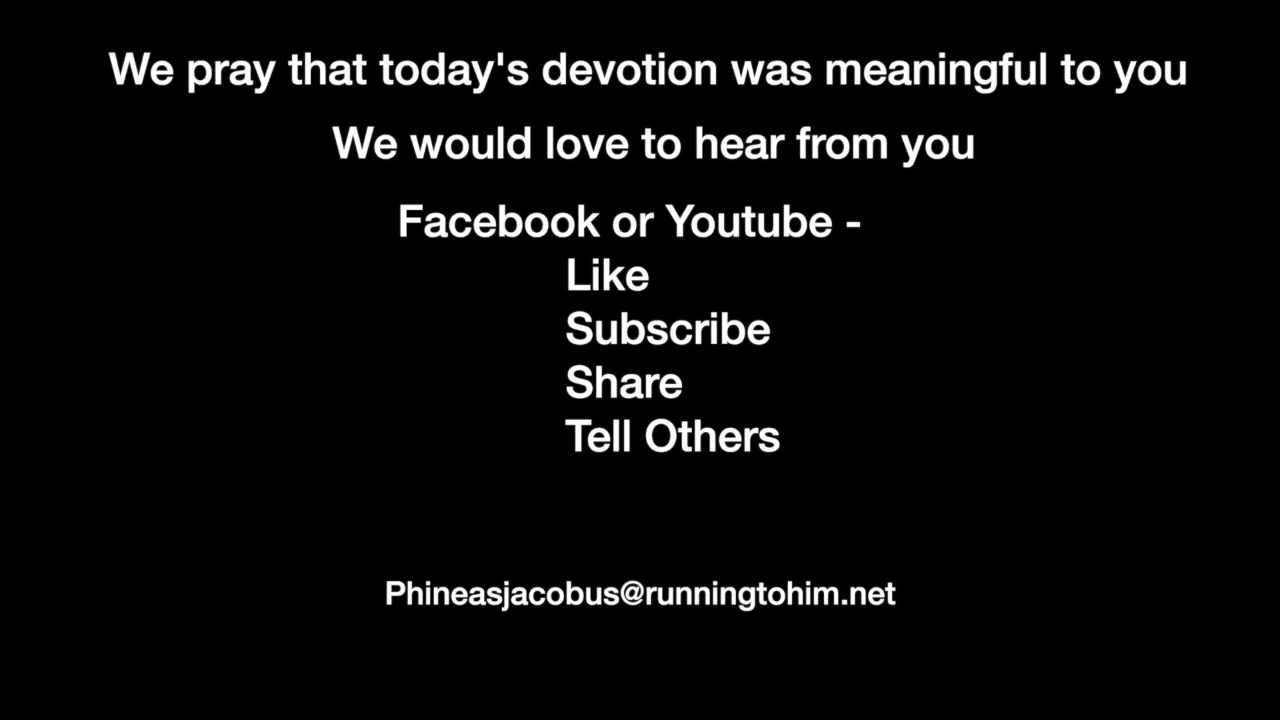 We pray that today's devotion was meaningful to you
We would love to hear from you
Facebook or Youtube -
Like
Subscribe
Share
Tell Others
Phineasjacobus@runningtohim.net